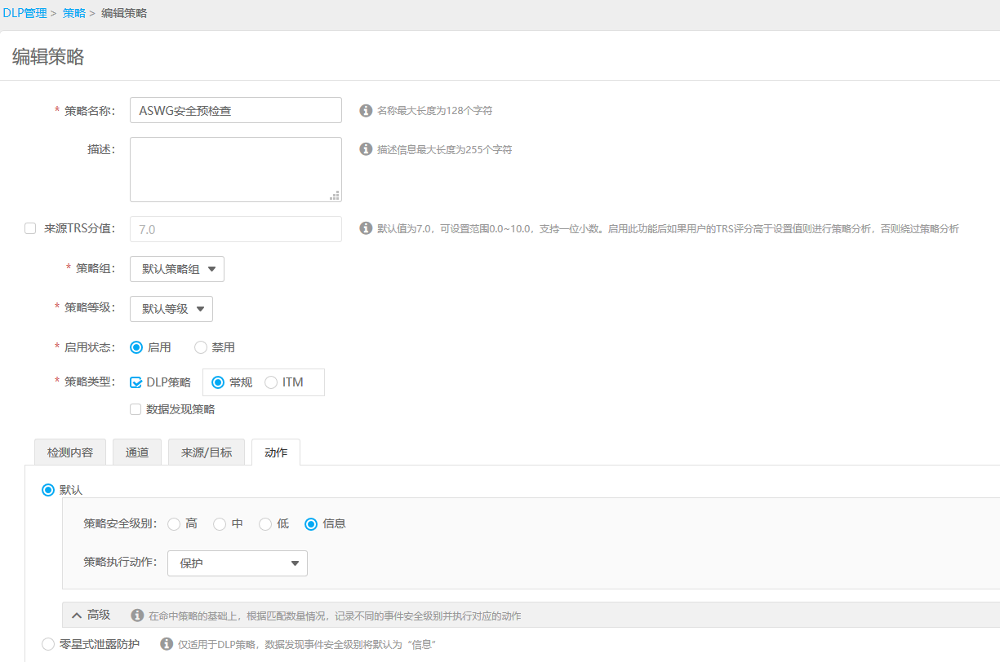 DLP管理 > 策略 > 编辑策略
编辑策略
* 策略名称： ASWG安全预检查 名称最大长度为128个字符
描述： 描述信息最大长度为255个字符
来源TRS分值： 7.0 默认值为7.0，可设置范围0.0~10.0，支持一位小数。启用此功能后如果用户的TRS评分高于设置值则进行策略分析，否则绕过策略分析
* 策略组： 默认策略组
* 策略等级： 默认等级
* 启用状态： 启用 禁用
* 策略类型： DLP策略 常规 ITM
数据发现策略
检测内容 通道 来源/目标 动作
默认
策略安全级别： 高 中 低 信息
策略执行动作： 保护
高级 在命中策略的基础上，根据匹配数量情况，记录不同的事件安全级别并执行对应的动作
零星式泄露防护 仅适用于DLP策略，数据发现事件安全级别将默认为“信息”